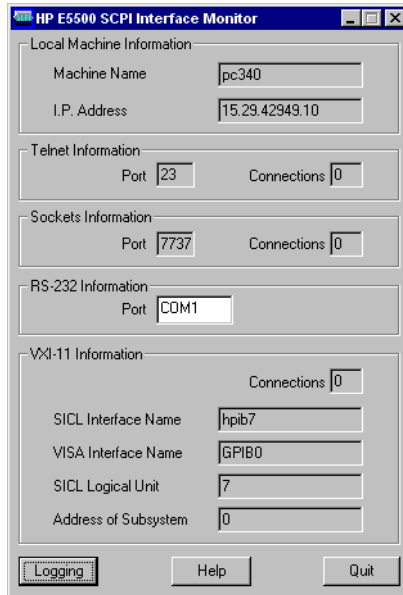 HP E5500 SCPI Interface Monitor
Local Machine Information
Machine Name pc340
I.P. Address 15.29.42949.10
Telnet Information
Port 23 Connections 0
Sockets Information
Port 7737 Connections 0
RS-232 Information
Port COM1
VXI-11 Information
Connections 0
SICL Interface Name hpib7
VISA Interface Name GPIB0
SICL Logical Unit 7
Address of Subsystem 0
Logging Help Quit